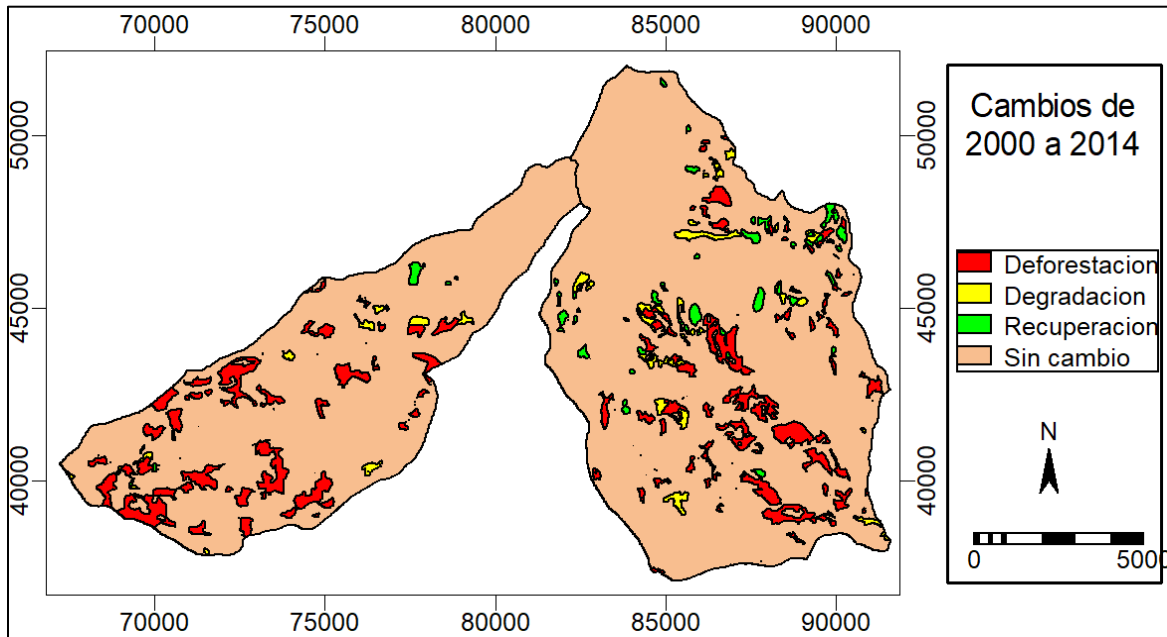 70000 75000 80000 85000 90000
50000 50000
45000 45000
40000 40000
70000 75000 80000 85000 90000
Cambios de
2000 a 2014
Deforestacion
Degradacion
Recuperacion
Sin cambio
N
0 5000